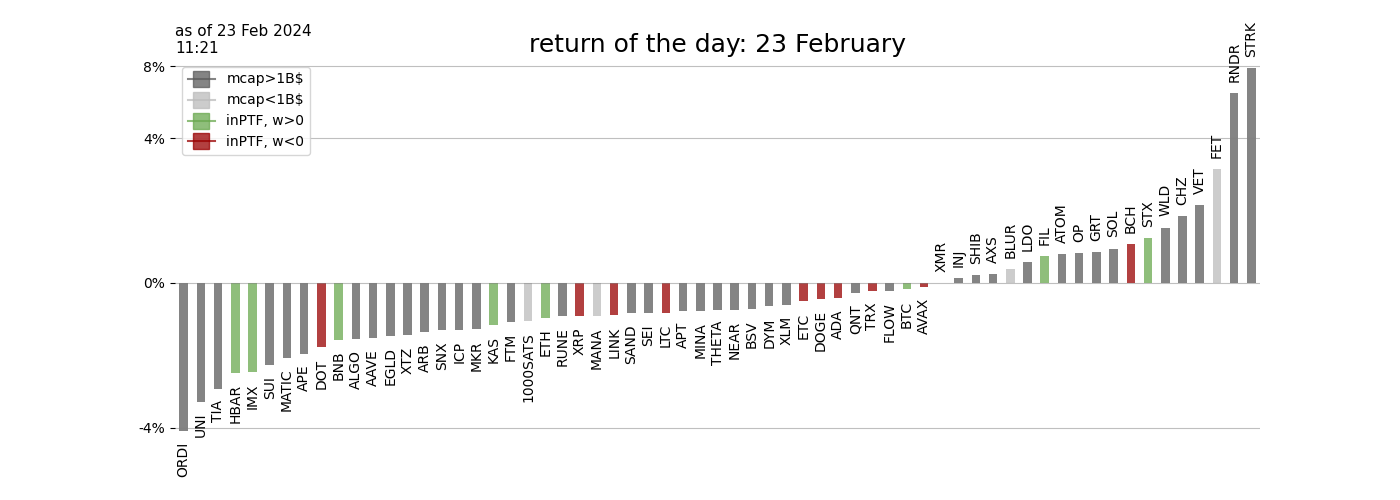 as of 23 Feb 2024
11:21
return of the day: 23 February
8%
4%
0%
-4%
mcap>1B$
mcap<1B$
inPTF, w>0
inPTF, w<0
ORDI
UNI
TIA
HBAR
IMX
SUI
MATIC
APE
DOT
BNB
ALGO
AAVE
EGLD
XTZ
ARB
SNX
ICP
MKR
KAS
FTM
1000SATS
ETH
RUNE
XRP
MANA
LINK
SAND
SEI
LTC
APT
MINA
THETA
NEAR
BSV
DYM
XLM
ETC
DOGE
ADA
QNT
TRX
FLOW
BTC
AVAX
XMR
INJ
SHIB
AXS
BLUR
LDO
FIL
ATOM
OP
GRT
SOL
BCH
STX
WLD
CHZ
VET
FET
RNDR
STRK